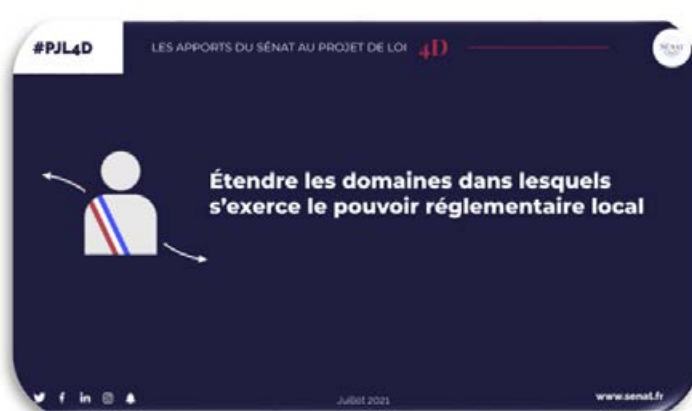 #PJL4D
LES APPORTS DU SÉNAT AU PROJET DE LOI 4D
SÉNAT
Étendre les domaines dans lesquels
s'exerce le pouvoir réglementaire local
Juillet 2021
www.senat.fr